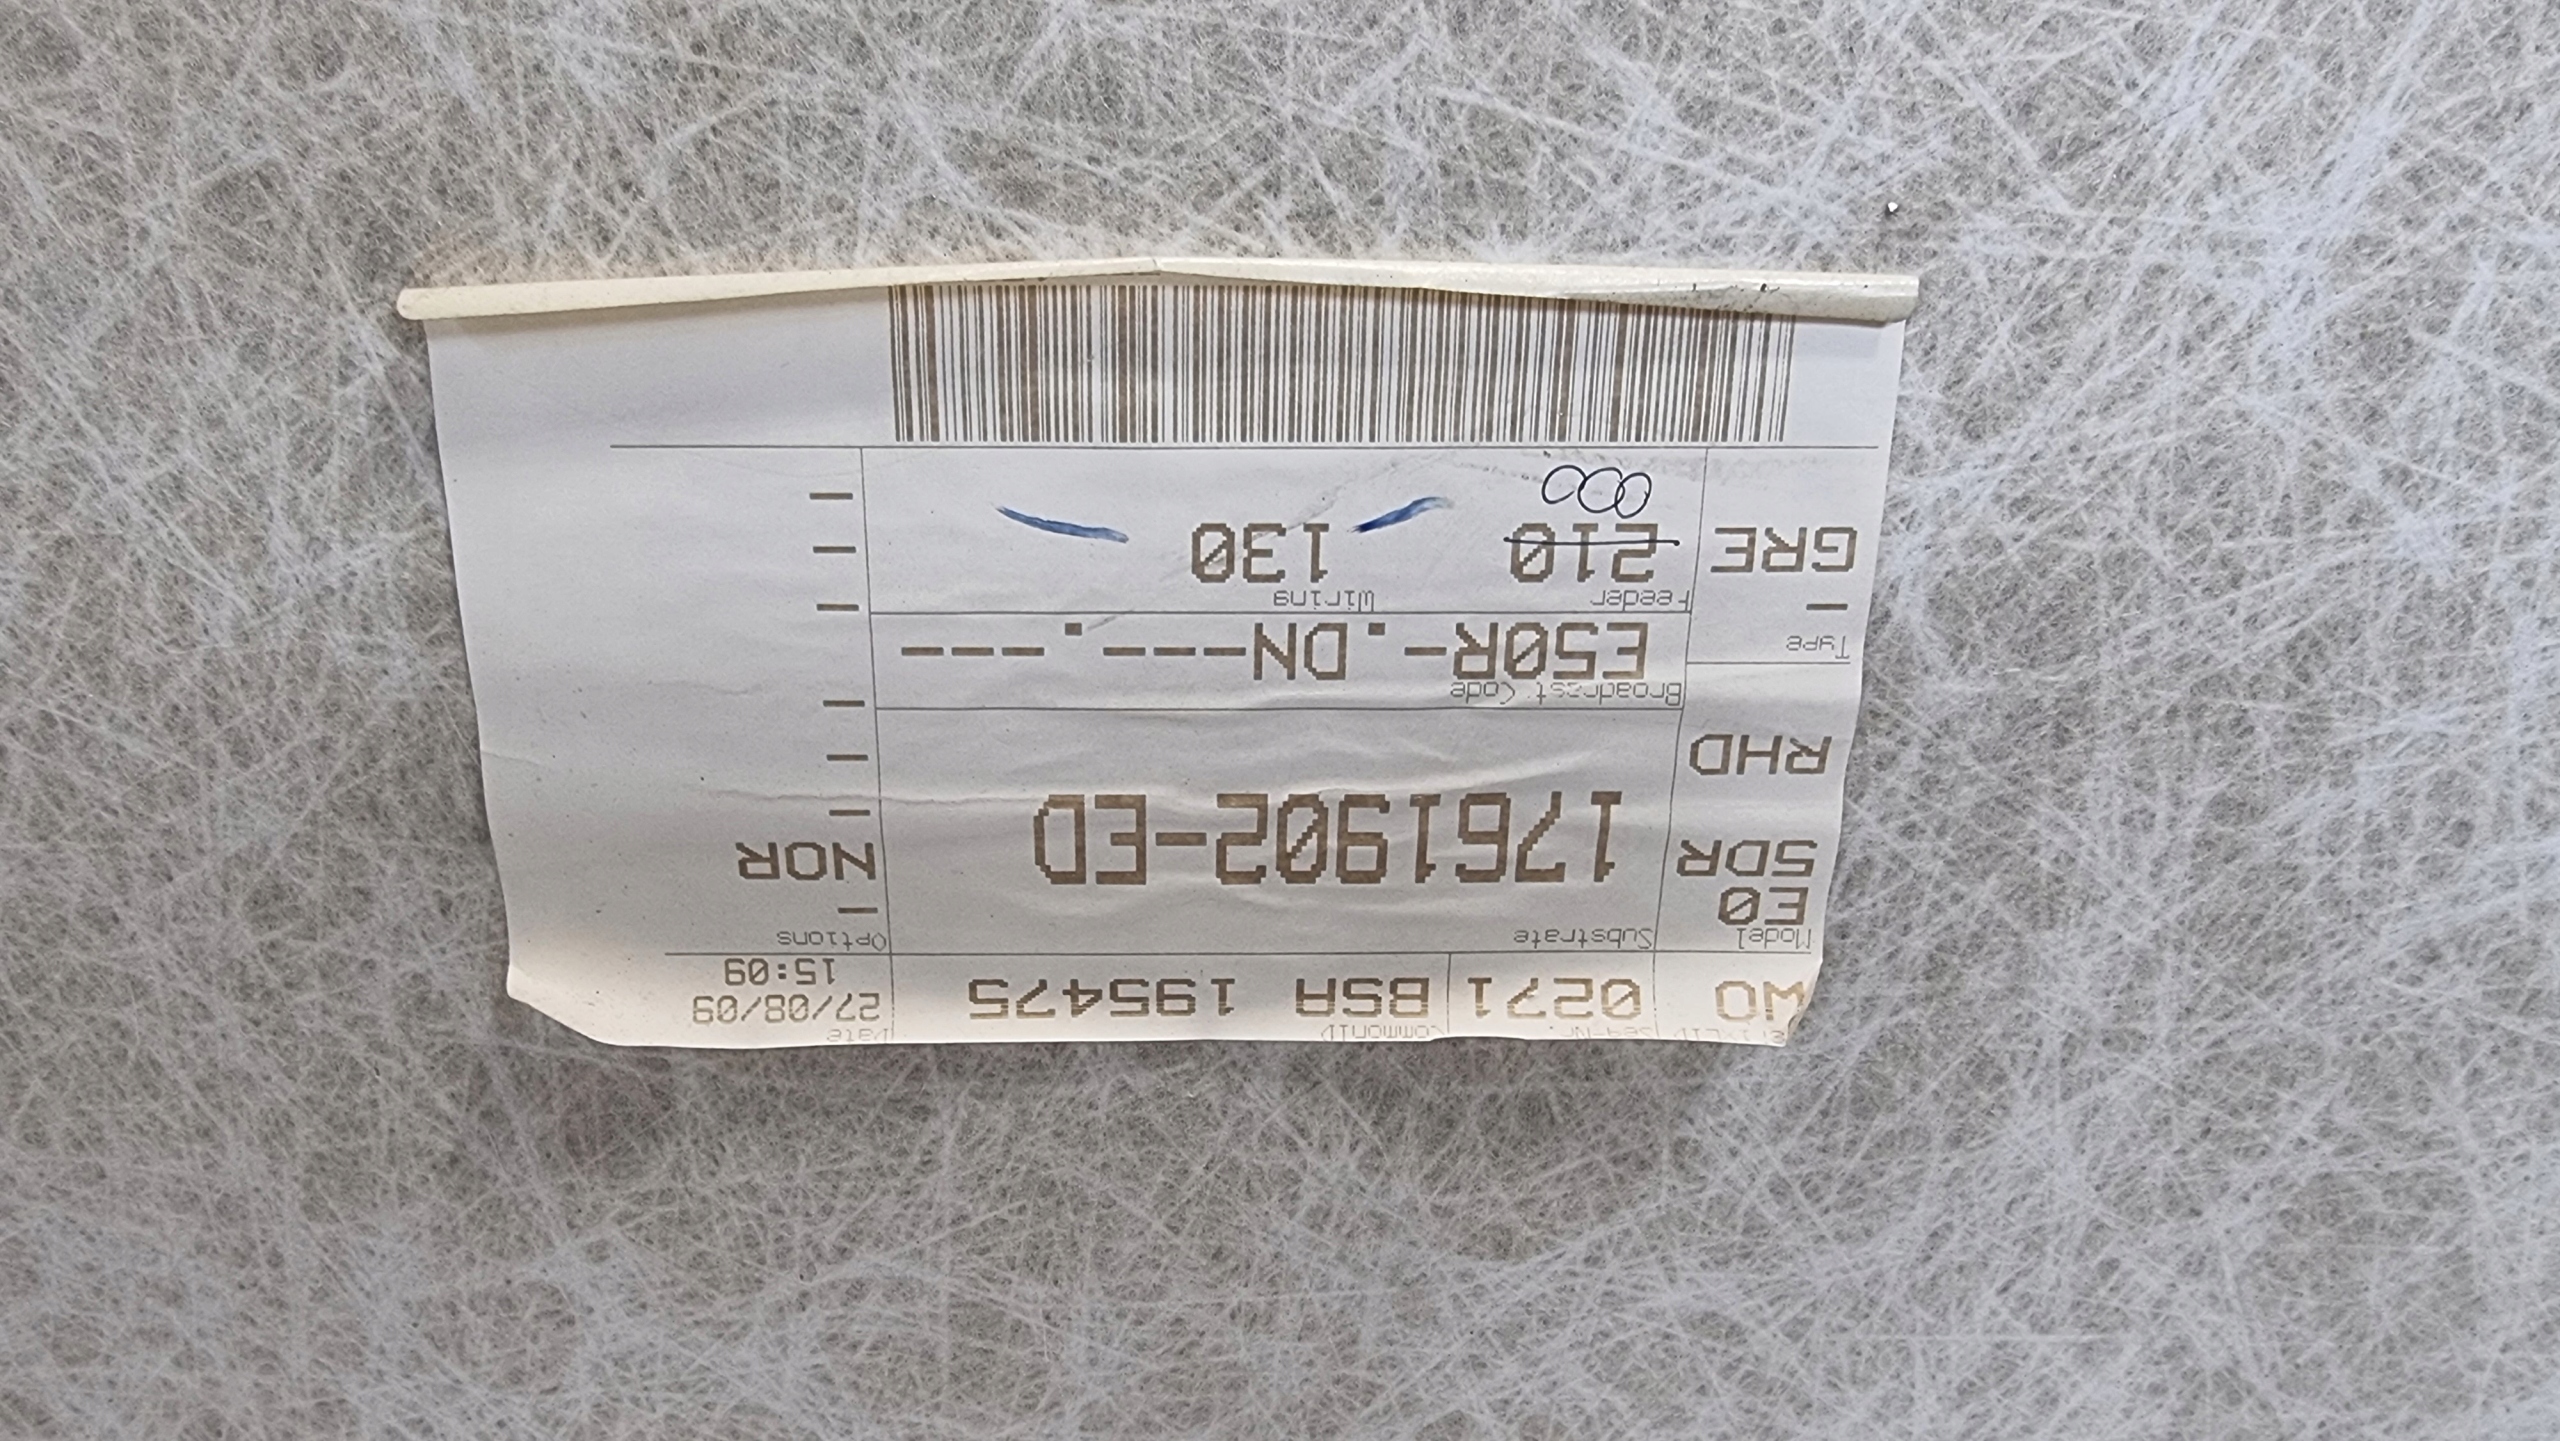 CommonID Date
WO 0271 BSA 195475 27/08/09
15:09
Model Substrate Options
E0 -
5DR 1761902-ED NOR
-
RHD -
-
Broadcast Code
Type E50R-.DN---.---
- Feeder Wiring -
GRE 210 130 -
000 -